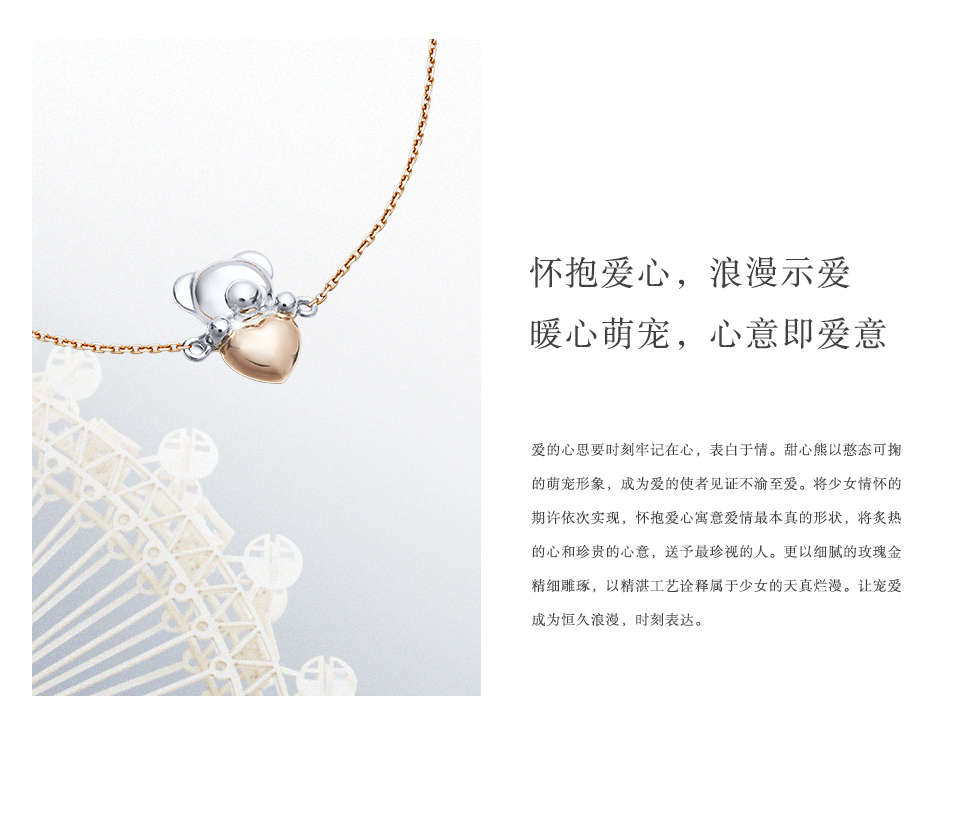 怀抱爱心，浪漫示爱
暖心萌宠，心意即爱意
爱的心思要时刻牢记在心，表白于情。甜心熊以憨态可掬
的萌宠形象，成为爱的使者见证不渝至爱。将少女情怀的
期许依次实现，怀抱爱心寓意爱情最本真的形状，将炙热
的心和珍贵的心意，送予最珍视的人。更以细腻的玫瑰金
精细雕琢，以精湛工艺诠释属于少女的天真烂漫。让宠爱
成为恒久浪漫，时刻表达。